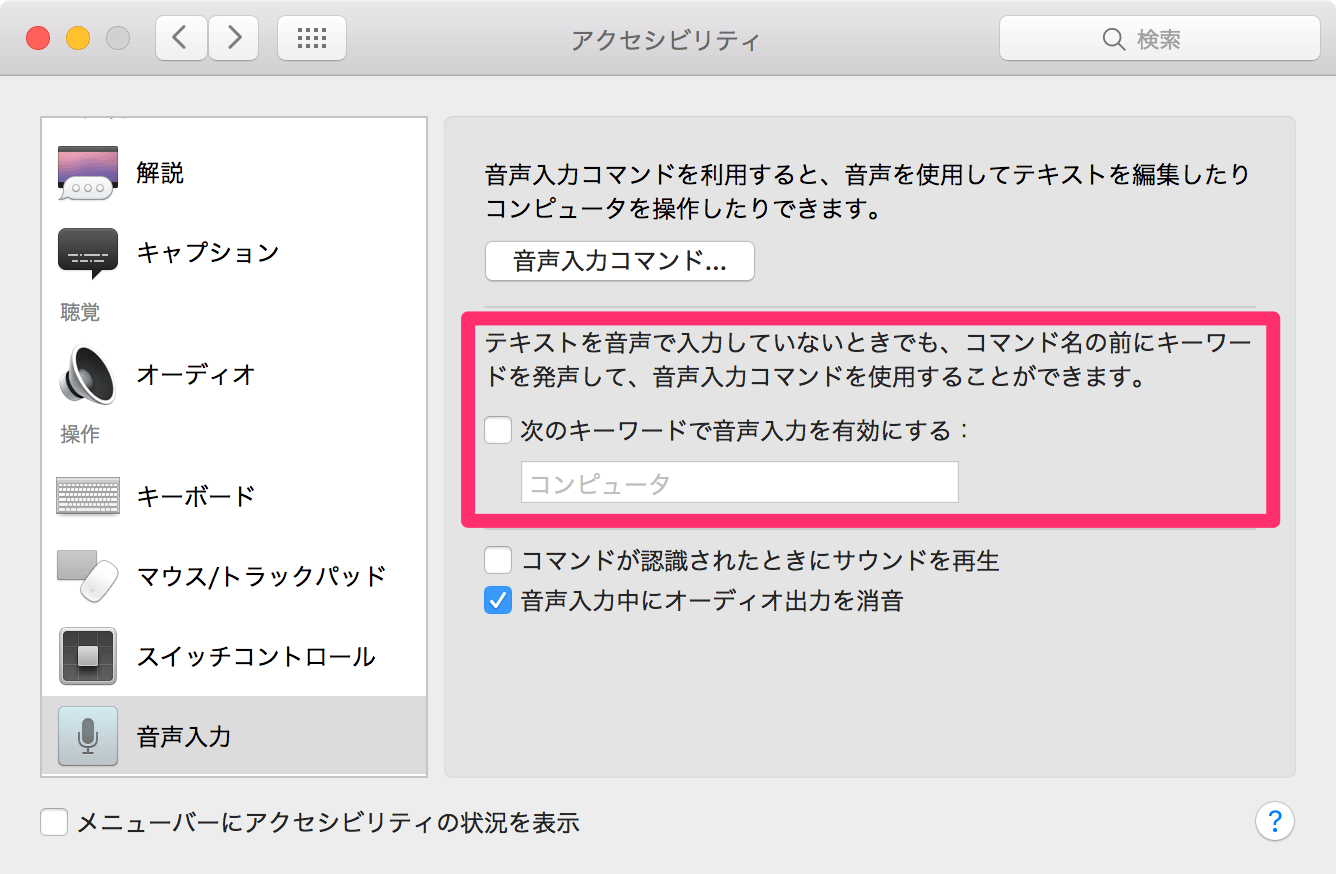 アクセシビリティ
検索
解説
キャプション
聴覚
オーディオ
操作
キーボード
マウス/トラックパッド
スイッチコントロール
音声入力
音声入力コマンドを利用すると、音声を使用してテキストを編集したり
コンピュータを操作したりできます。
音声入力コマンド...
テキストを音声で入力していないときでも、コマンド名の前にキーワー
ドを発声して、音声入力コマンドを使用することができます。
次のキーワードで音声入力を有効にする：
コンピュータ
コマンドが認識されたときにサウンドを再生
音声入力中にオーディオ出力を消音
メニューバーにアクセシビリティの状況を表示
?